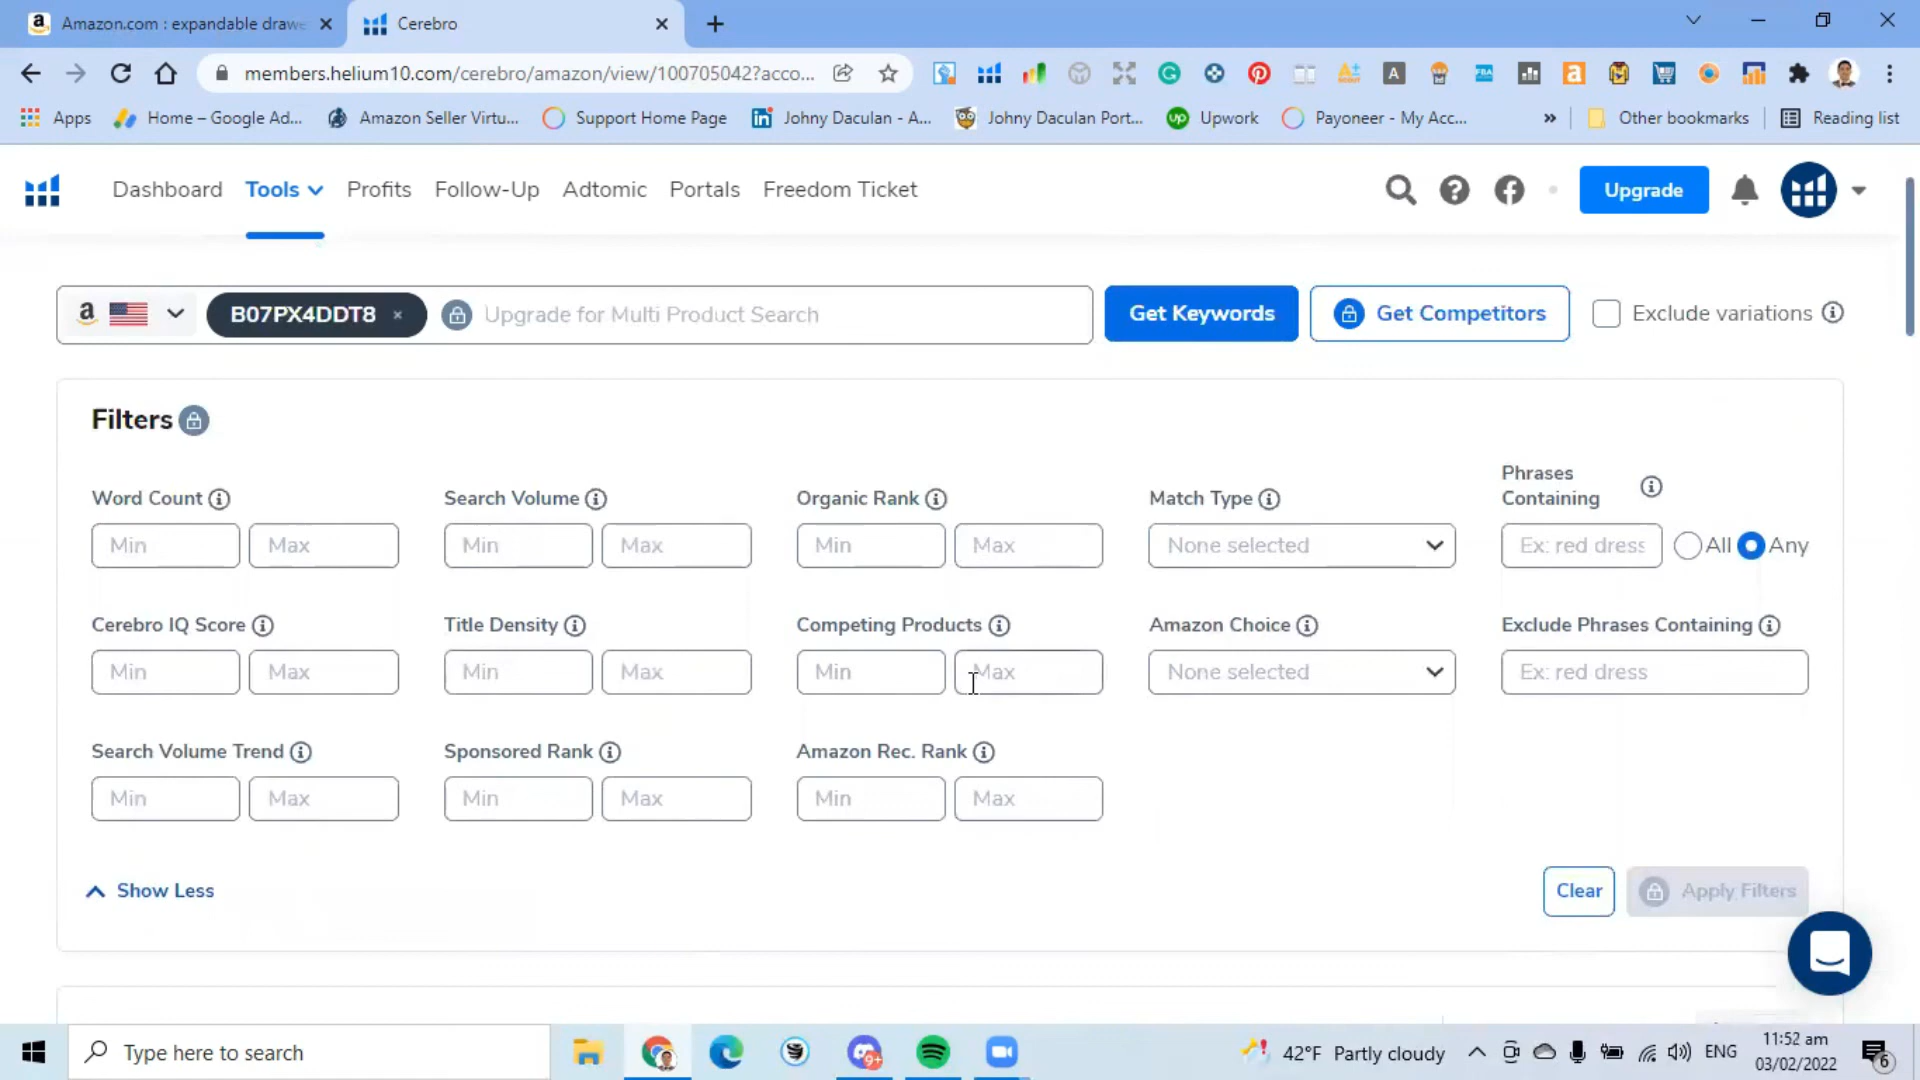 Amazon.com : expandable drawe
Cerebro
members.helium10.com/cerebro/amazon/view/100705042?acco...
Apps
Home – Google Ad...
Amazon Seller Virtu...
Support Home Page
Johny Daculan - A...
Johny Daculan Port...
Upwork
Payoneer - My Acc...
»
Other bookmarks
Reading list
Dashboard
Tools
Profits
Follow-Up
Adtomic
Portals
Freedom Ticket
Upgrade
B07PX4DDT8 ×
Upgrade for Multi Product Search
Get Keywords
Get Competitors
Exclude variations
Filters
Word Count
Min
Max
Search Volume
Min
Max
Organic Rank
Min
Max
Match Type
None selected
Phrases
Containing
Ex: red dress
All
Any
Cerebro IQ Score
Min
Max
Title Density
Min
Max
Competing Products
Min
Max
Amazon Choice
None selected
Exclude Phrases Containing
Ex: red dress
Search Volume Trend
Min
Max
Sponsored Rank
Min
Max
Amazon Rec. Rank
Min
Max
Show Less
Clear
Apply Filters
Type here to search
9+
42°F Partly cloudy
ENG
11:52 am
03/02/2022
6